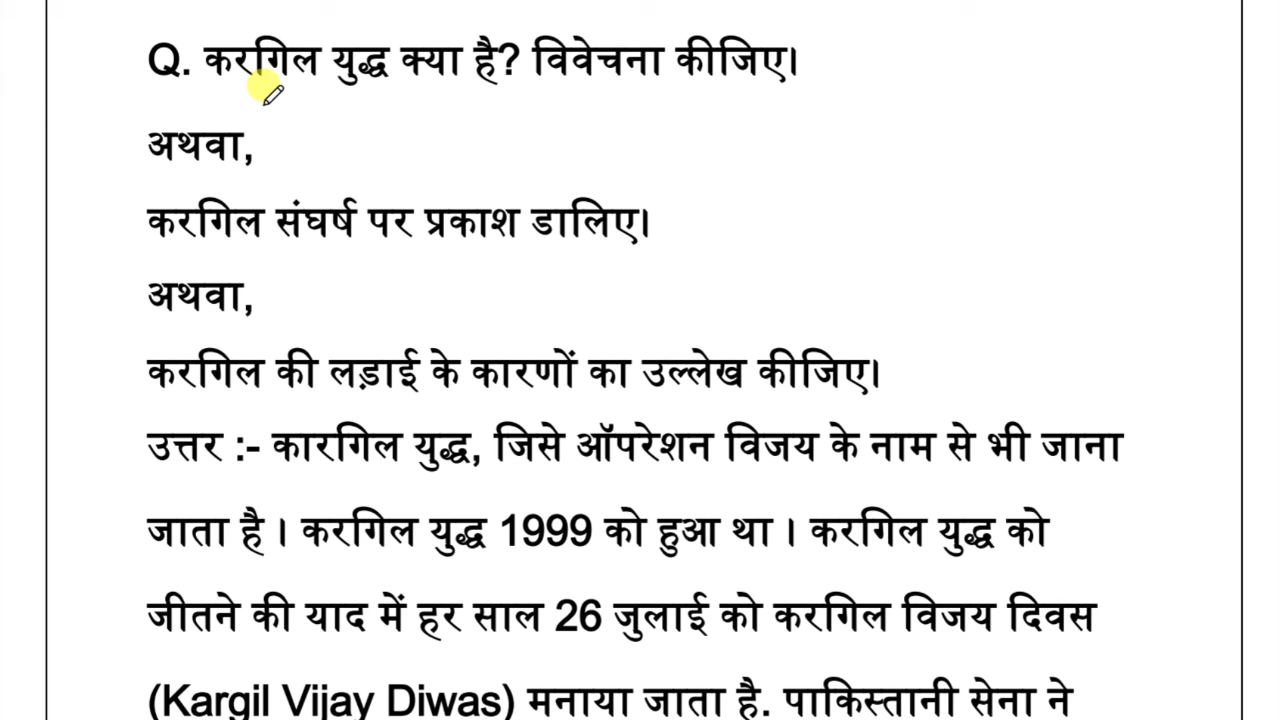 Q. करगिल युद्ध क्या है? विवेचना कीजिए।
अथवा,
करगिल संघर्ष पर प्रकाश डालिए।
अथवा,
करगिल की लड़ाई के कारणों का उल्लेख कीजिए।
उत्तर :- कारगिल युद्ध, जिसे ऑपरेशन विजय के नाम से भी जाना
जाता है । करगिल युद्ध 1999 को हुआ था । करगिल युद्ध को
जीतने की याद में हर साल 26 जुलाई को करगिल विजय दिवस
(Kargil Vijay Diwas) मनाया जाता है. पाकिस्तानी सेना ने